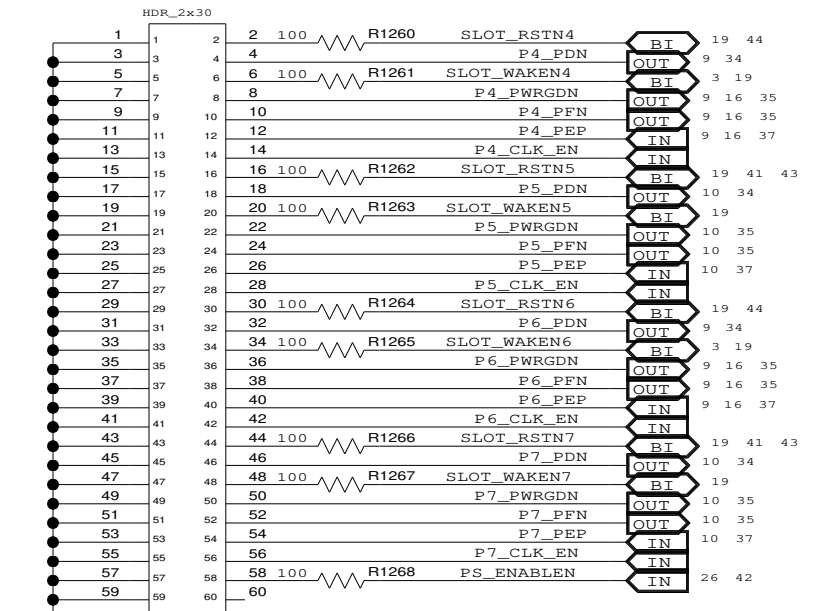 HDR_2x30
1 1 2 2 100 R1260 SLOT_RSTN4 BI 19 44
3 3 4 4 P4_PDN OUT 9 34
5 5 6 6 100 R1261 SLOT_WAKEN4 BI 3 19
7 7 8 8 P4_PWRGDN OUT 9 16 35
9 9 10 10 P4_PFN OUT 9 16 35
11 11 12 12 P4_PEP IN 9 16 37
13 13 14 14 P4_CLK_EN IN
15 15 16 16 100 R1262 SLOT_RSTN5 BI 19 41 43
17 17 18 18 P5_PDN OUT 10 34
19 19 20 20 100 R1263 SLOT_WAKEN5 BI 19
21 21 22 22 P5_PWRGDN OUT 10 35
23 23 24 24 P5_PFN OUT 10 35
25 25 26 26 P5_PEP IN 10 37
27 27 28 28 P5_CLK_EN IN
29 29 30 30 100 R1264 SLOT_RSTN6 BI 19 44
31 31 32 32 P6_PDN OUT 9 34
33 33 34 34 100 R1265 SLOT_WAKEN6 BI 3 19
35 35 36 36 P6_PWRGDN OUT 9 16 35
37 37 38 38 P6_PFN OUT 9 16 35
39 39 40 40 P6_PEP IN 9 16 37
41 41 42 42 P6_CLK_EN IN
43 43 44 44 100 R1266 SLOT_RSTN7 BI 19 41 43
45 45 46 46 P7_PDN OUT 10 34
47 47 48 48 100 R1267 SLOT_WAKEN7 BI 19
49 49 50 50 P7_PWRGDN OUT 10 35
51 51 52 52 P7_PFN OUT 10 35
53 53 54 54 P7_PEP IN 10 37
55 55 56 56 P7_CLK_EN IN
57 57 58 58 100 R1268 PS_ENABLEN IN 26 42
59 59 60 60